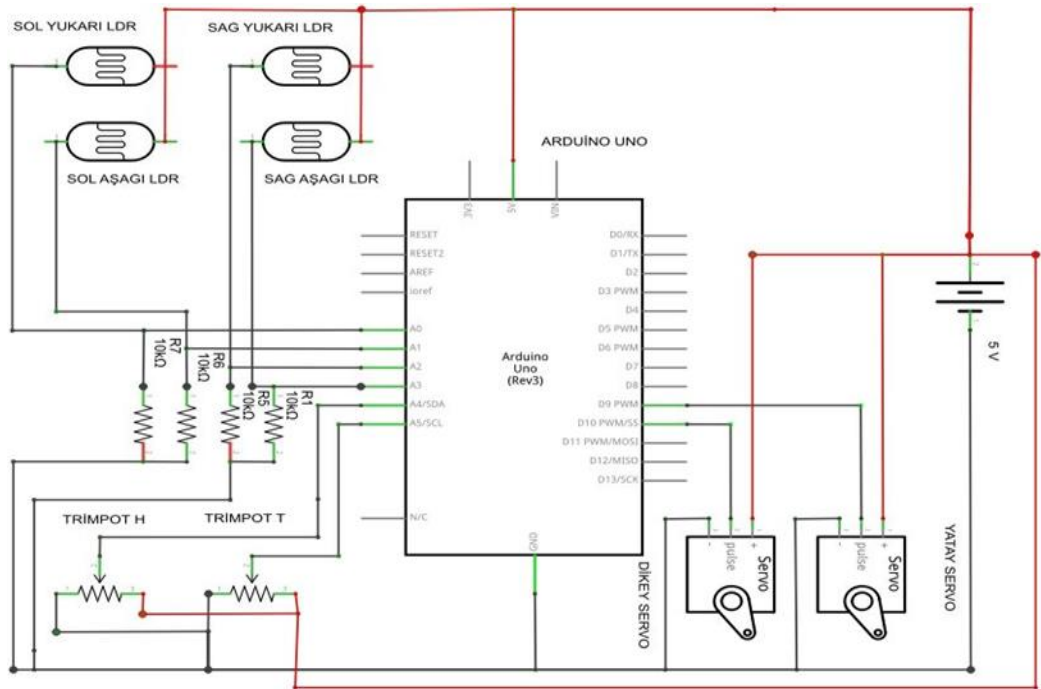 SOL YUKARI LDR
SAG YUKARI LDR
SOL AŞAGI LDR
SAG AŞAGI LDR
ARDUİNO UNO
3V3
5V
VIN
RESET
RESET2
AREF
ioref
A0
A1
A2
A3
A4/SDA
A5/SCL
N/C
Arduino
Uno
(Rev3)
D0/RX
D1/TX
D2
D3 PWM
D4
D5 PWM
D6 PWM
D7
D8
D9 PWM
D10 PWM/SS
D11 PWM/MOSI
D12/MISO
D13/SCK
GND
R7
10kΩ
R6
10kΩ
R5
10kΩ
R1
10kΩ
TRİMPOT H
TRİMPOT T
5 V
DİKEY SERVO
- pulse +
Servo
- pulse +
Servo
YATAY SERVO